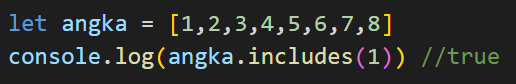 let angka = [1,2,3,4,5,6,7,8]
console.log(angka.includes(1)) //true